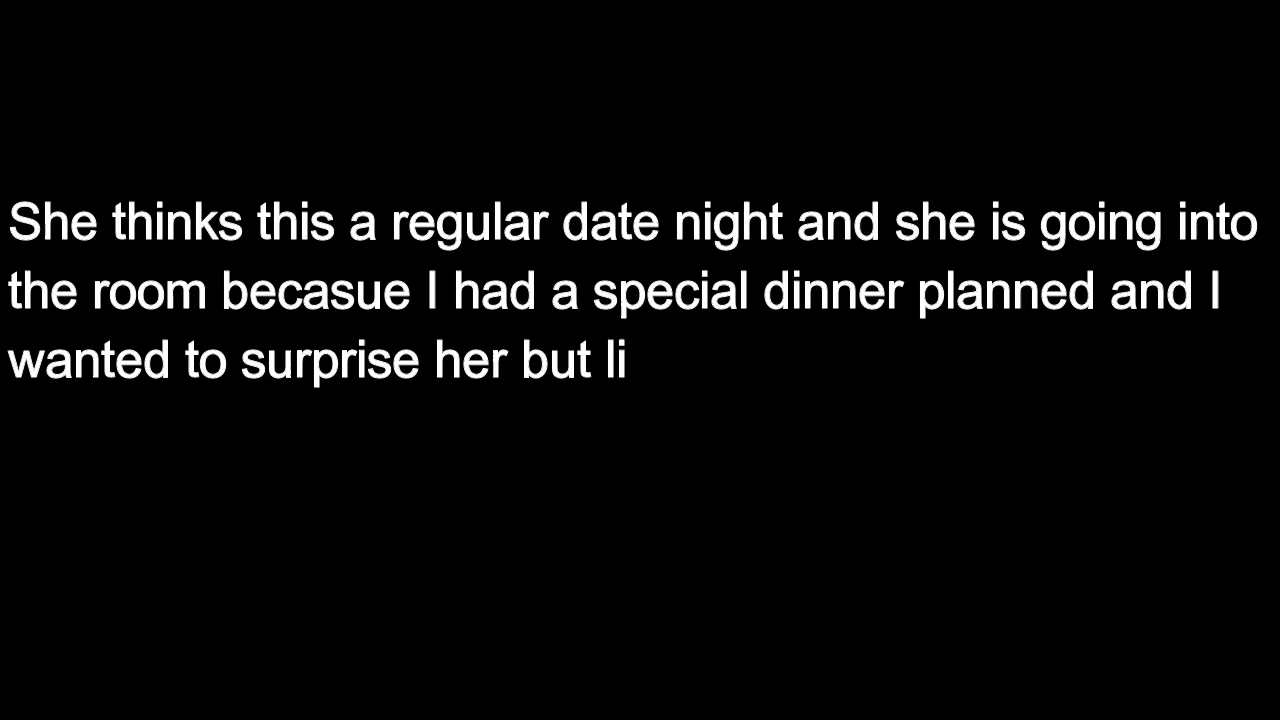 She thinks this a regular date night and she is going into
the room becasue I had a special dinner planned and I
wanted to surprise her but li